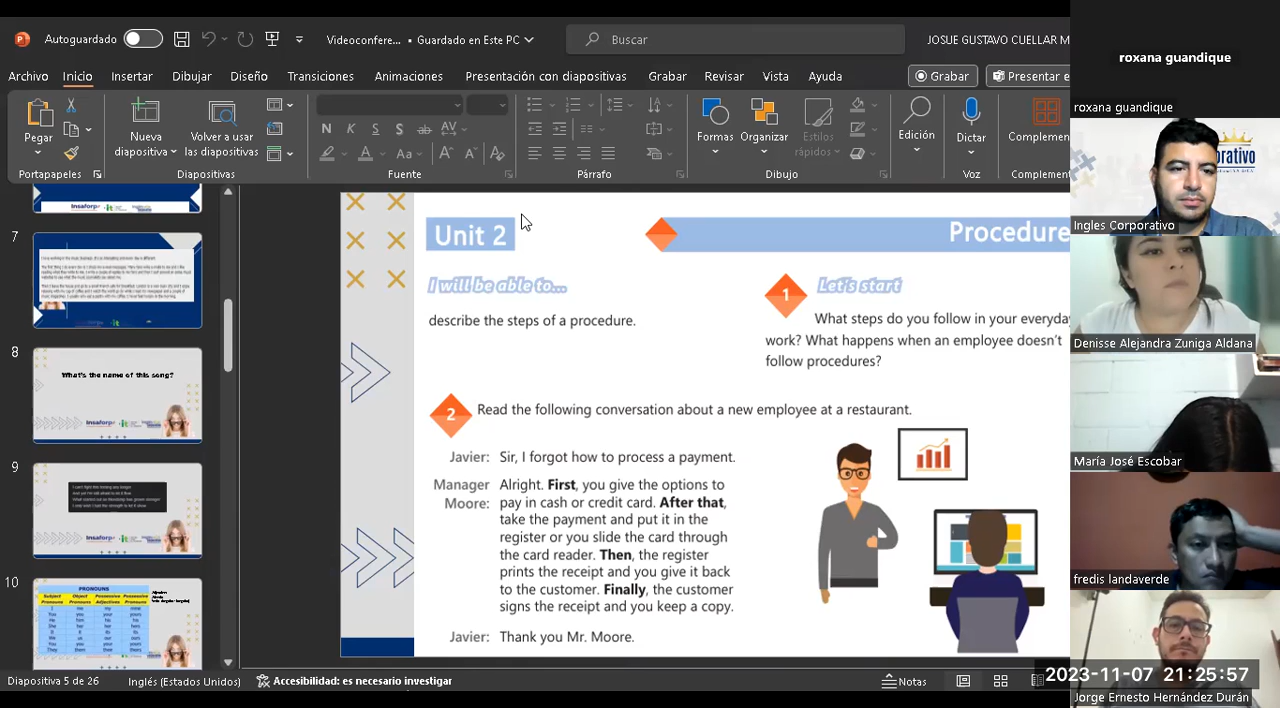 Autoguardado
Videoconfere... • Guardado en Este PC
Buscar
JOSUE GUSTAVO CUELLAR M
Archivo Inicio Insertar Dibujar Diseño Transiciones Animaciones Presentación con diapositivas Grabar Revisar Vista Ayuda
Grabar
Presentar e
Pegar
Nueva diapositiva
Volver a usar las diapositivas
Formas
Organizar
Estilos rápidos
Edición
Dictar
Complemen
Portapapeles
Diapositivas
Fuente
Párrafo
Dibujo
Voz
Complement
7
8
What's the name of this song?
9
10
PRONOUNS
Unit 2
Procedure
I will be able to...
describe the steps of a procedure.
1
Let's start
What steps do you follow in your everyday
work? What happens when an employee doesn't
follow procedures?
2
Read the following conversation about a new employee at a restaurant.
Javier: Sir, I forgot how to process a payment.
Manager Moore: Alright. First, you give the options to
pay in cash or credit card. After that,
take the payment and put it in the
register or you slide the card through
the card reader. Then, the register
prints the receipt and you give it back
to the customer. Finally, the customer
signs the receipt and you keep a copy.
Javier: Thank you Mr. Moore.
Diapositiva 5 de 26
Inglés (Estados Unidos)
Accesibilidad: es necesario investigar
Notas
roxana guandique
roxana guandique
orativo
Ingles Corporativo
Denisse Alejandra Zuniga Aldana
María José Escobar
fredis landaverde
2023-11-07 21:25:57
Jorge Ernesto Hernández Durán